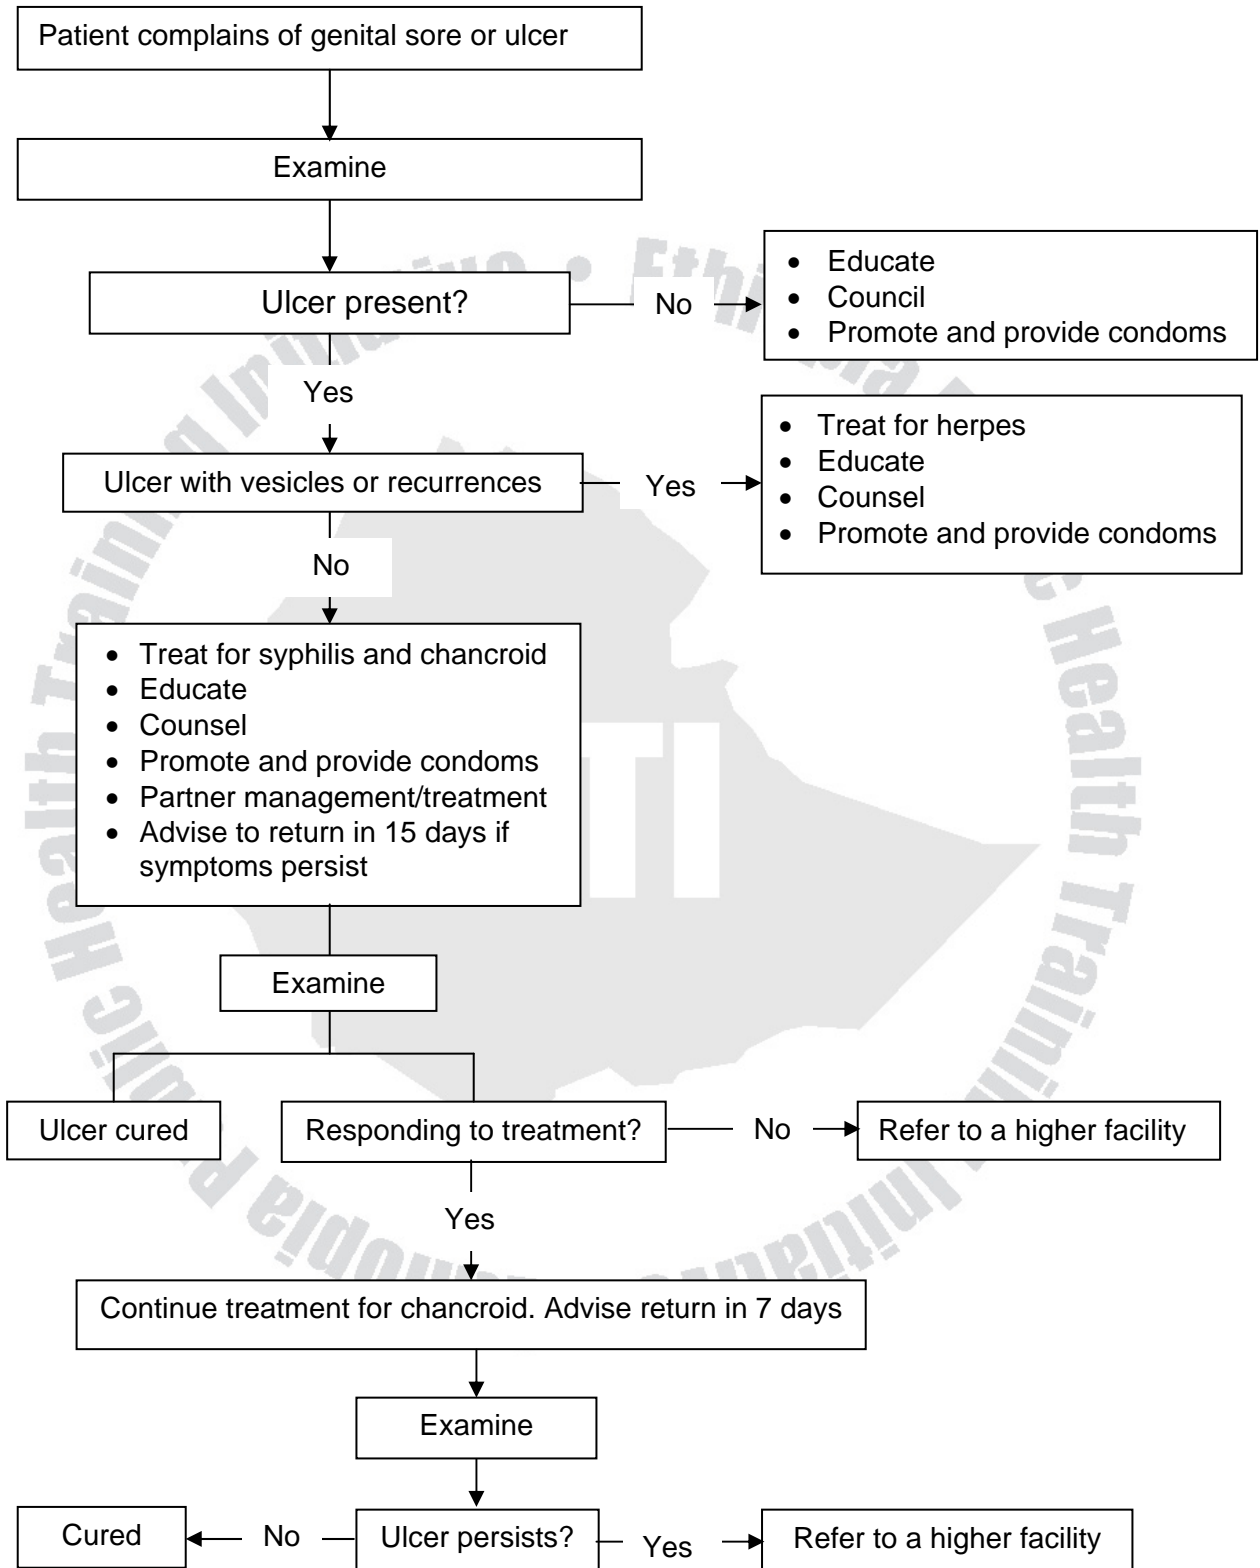 Patient complains of genital sore or ulcer
Examine
Ulcer present?
No
• Educate
• Council
• Promote and provide condoms
Yes
Ulcer with vesicles or recurrences
Yes
• Treat for herpes
• Educate
• Counsel
• Promote and provide condoms
No
• Treat for syphilis and chancroid
• Educate
• Counsel
• Promote and provide condoms
• Partner management/treatment
• Advise to return in 15 days if
symptoms persist
Examine
Ulcer cured
Responding to treatment?
No
Refer to a higher facility
Yes
Continue treatment for chancroid. Advise return in 7 days
Examine
Cured
No
Ulcer persists?
Yes
Refer to a higher facility